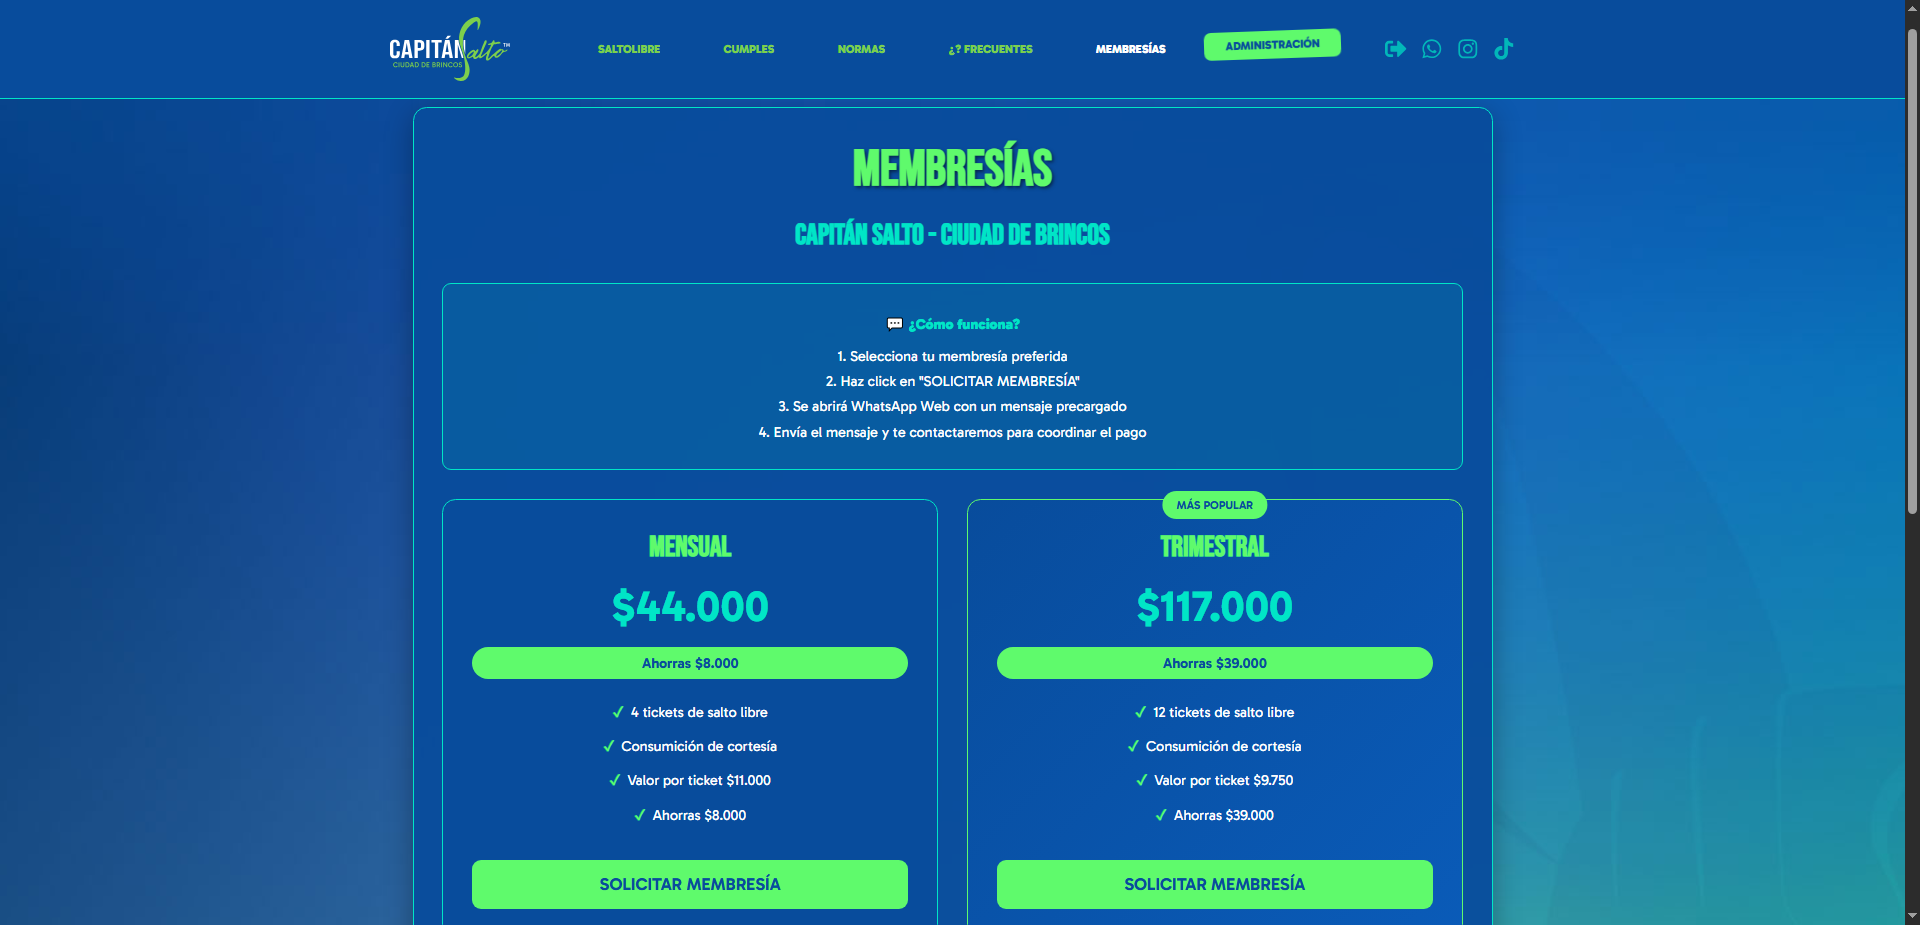 CAPITÁN Salto ™
CIUDAD DE BRINCOS
SALTOLIBRE
CUMPLES
NORMAS
¿? FRECUENTES
MEMBRESÍAS
ADMINISTRACIÓN
MEMBRESÍAS
CAPITÁN SALTO - CIUDAD DE BRINCOS
💬 ¿Cómo funciona?
1. Selecciona tu membresía preferida
2. Haz click en "SOLICITAR MEMBRESÍA"
3. Se abrirá WhatsApp Web con un mensaje precargado
4. Envía el mensaje y te contactaremos para coordinar el pago
MENSUAL
$44.000
Ahorras $8.000
✓ 4 tickets de salto libre
✓ Consumición de cortesía
✓ Valor por ticket $11.000
✓ Ahorras $8.000
SOLICITAR MEMBRESÍA
MÁS POPULAR
TRIMESTRAL
$117.000
Ahorras $39.000
✓ 12 tickets de salto libre
✓ Consumición de cortesía
✓ Valor por ticket $9.750
✓ Ahorras $39.000
SOLICITAR MEMBRESÍA